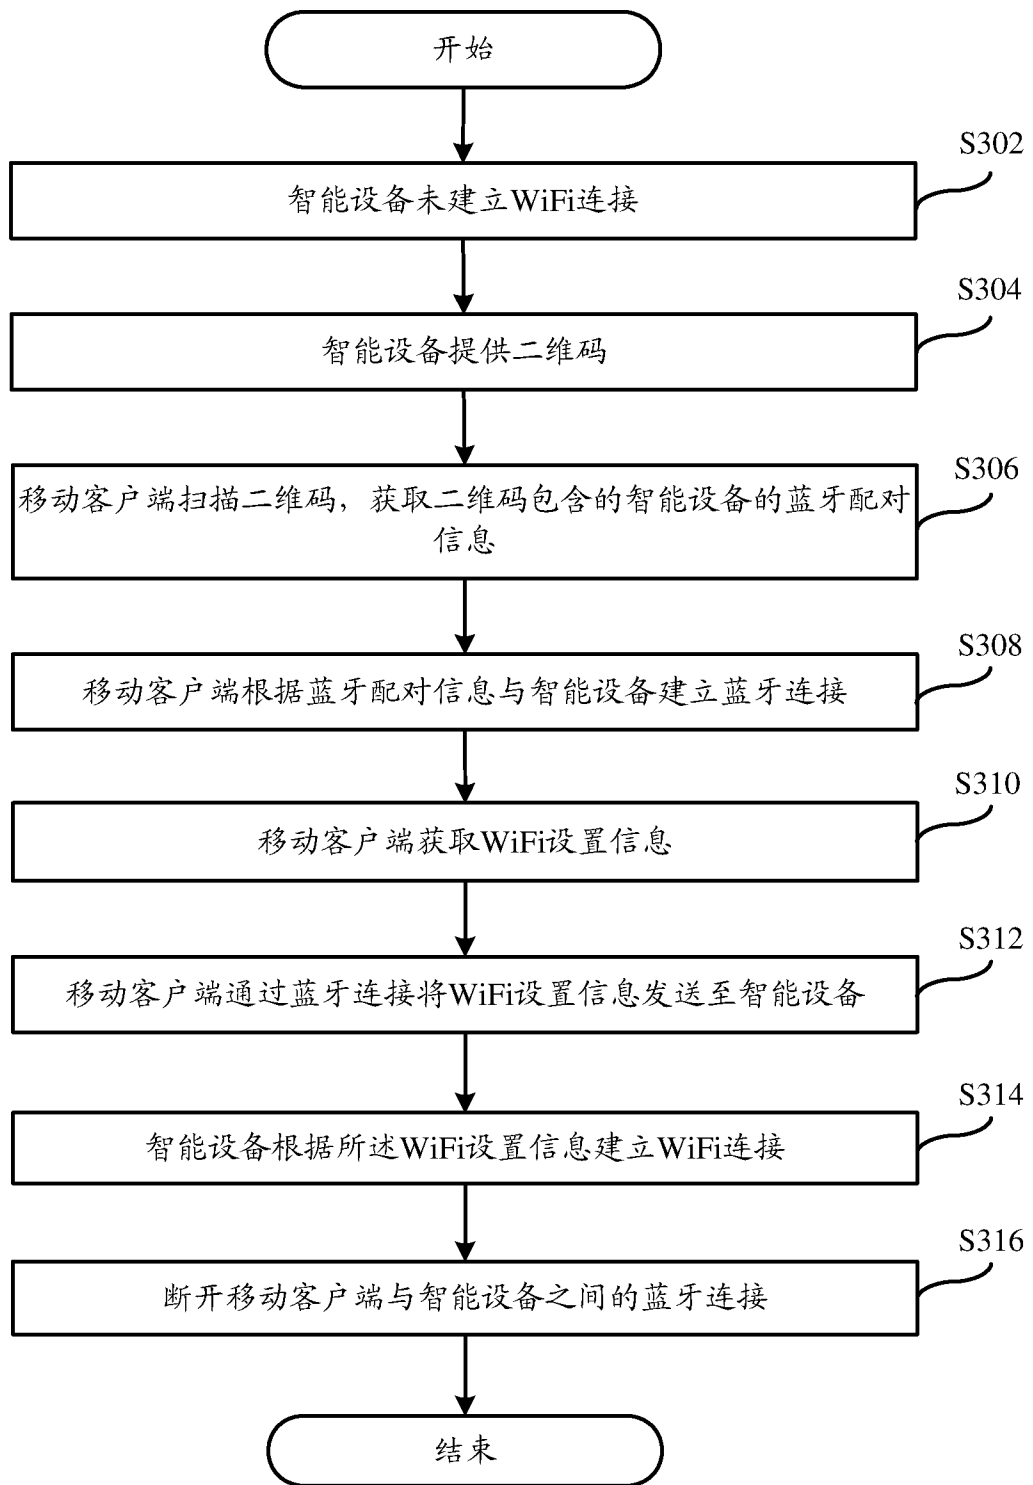 开始
S302
智能设备未建立WiFi连接
S304
智能设备提供二维码
S306
移动客户端扫描二维码，获取二维码包含的智能设备的蓝牙配对
信息
S308
移动客户端根据蓝牙配对信息与智能设备建立蓝牙连接
S310
移动客户端获取WiFi设置信息
S312
移动客户端通过蓝牙连接将WiFi设置信息发送至智能设备
S314
智能设备根据所述WiFi设置信息建立WiFi连接
S316
断开移动客户端与智能设备之间的蓝牙连接
结束